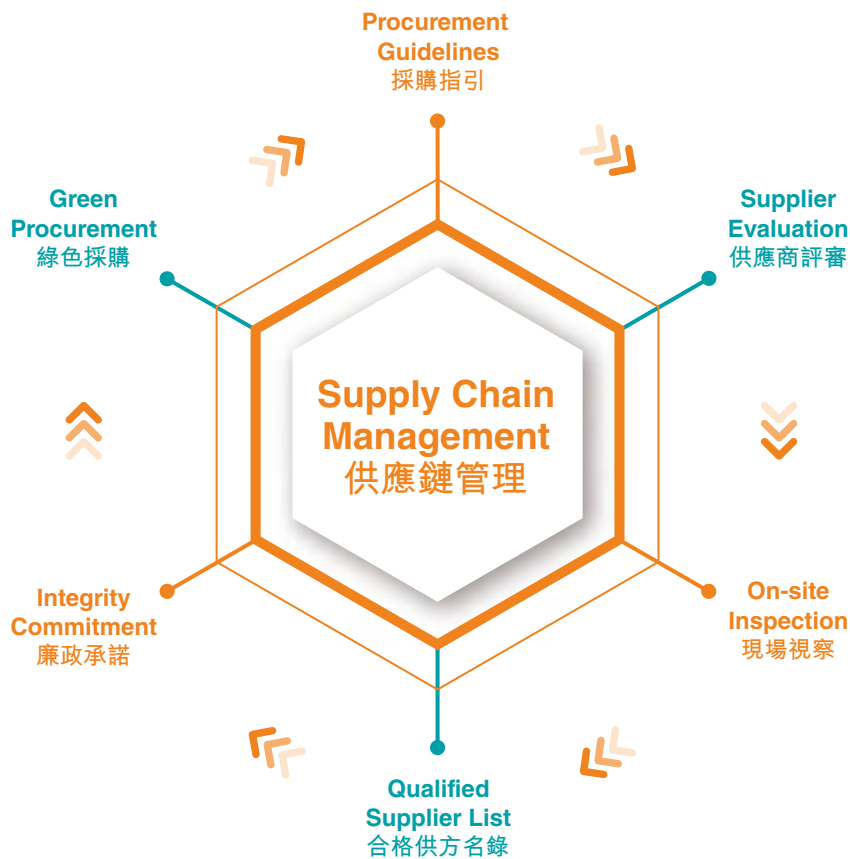 Procurement
Guidelines
採購指引
Green
Procurement
綠色採購
Supplier
Evaluation
供應商評審
Supply Chain
Management
供應鏈管理
Integrity
Commitment
廉政承諾
On-site
Inspection
現場視察
Qualified
Supplier List
合格供方名錄